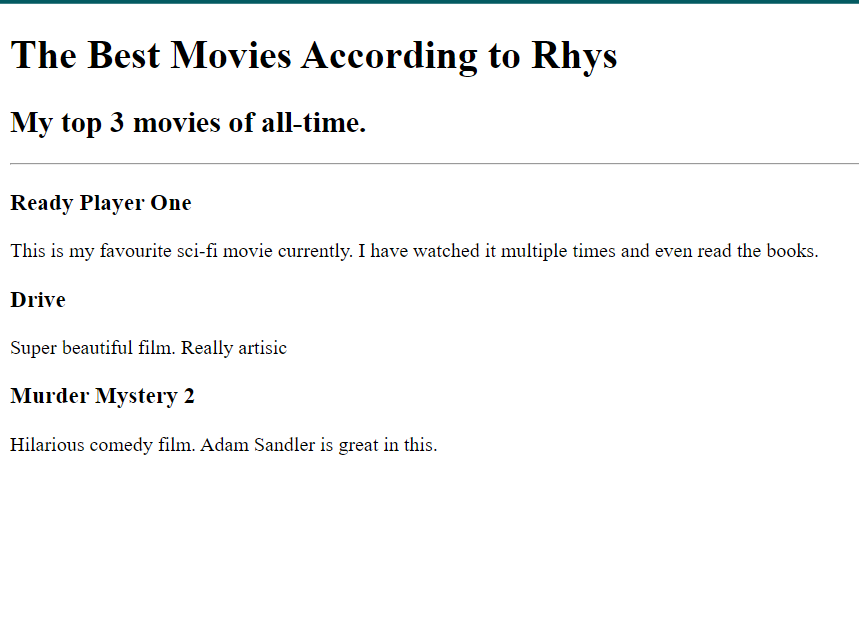 The Best Movies According to Rhys
My top 3 movies of all-time.
Ready Player One
This is my favourite sci-fi movie currently. I have watched it multiple times and even read the books.
Drive
Super beautiful film. Really artisic
Murder Mystery 2
Hilarious comedy film. Adam Sandler is great in this.